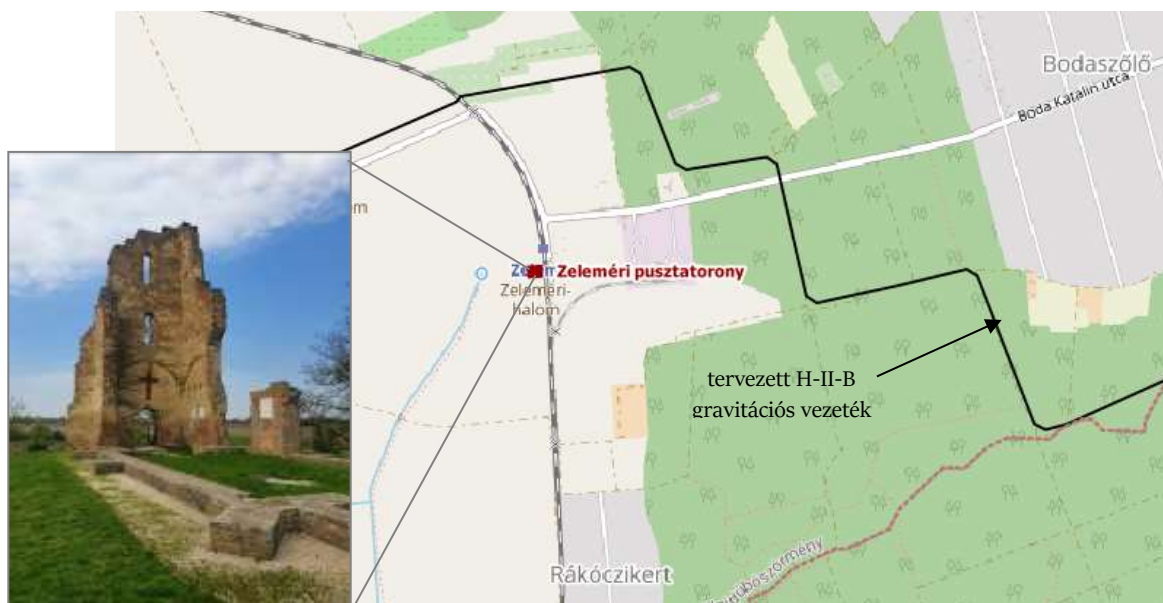 Bodaszőlő
Boda Katalin utca
Zeleméri pusztatorony
Zeleméri-
halom
tervezett H-II-B
gravitációs vezeték
Rákóczikert